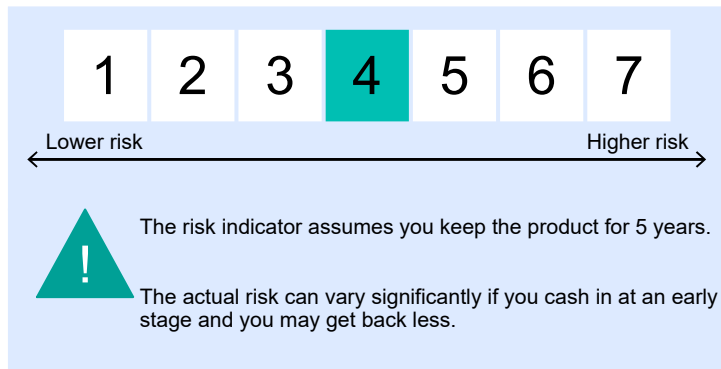 1 2 3 4 5 6 7
Lower risk Higher risk
!
The risk indicator assumes you keep the product for 5 years.
The actual risk can vary significantly if you cash in at an early
stage and you may get back less.